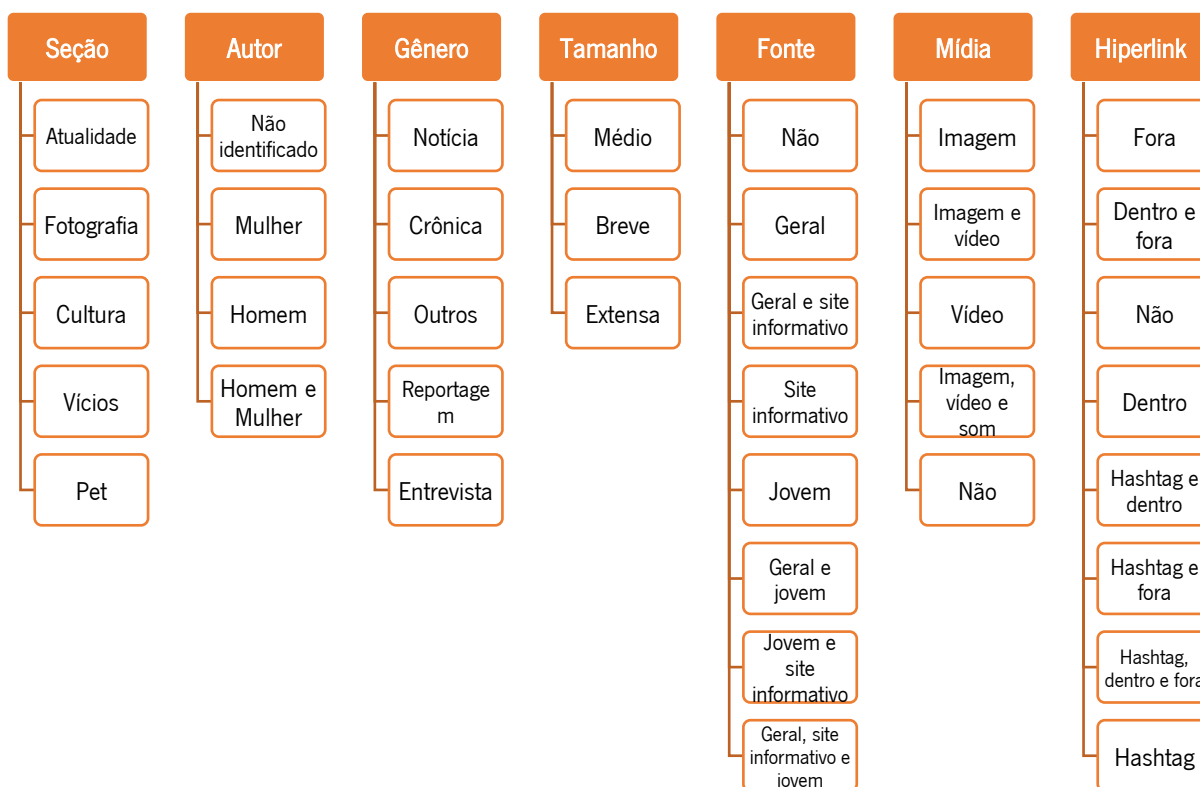 Seção
Atualidade
Fotografia
Cultura
Vícios
Pet
Autor
Não
identificado
Mulher
Homem
Homem e
Mulher
Gênero
Notícia
Crônica
Outros
Reportage
m
Entrevista
Tamanho
Médio
Breve
Extensa
Fonte
Não
Geral
Geral e site
informativo
Site
informativo
Jovem
Geral e
jovem
Jovem e
site
informativo
Geral, site
informativo e
jovem
Mídia
Imagem
Imagem e
vídeo
Vídeo
Imagem,
vídeo e
som
Não
Hiperlink
Fora
Dentro e
fora
Não
Dentro
Hashtag e
dentro
Hashtag e
fora
Hashtag,
dentro e fora
Hashtag